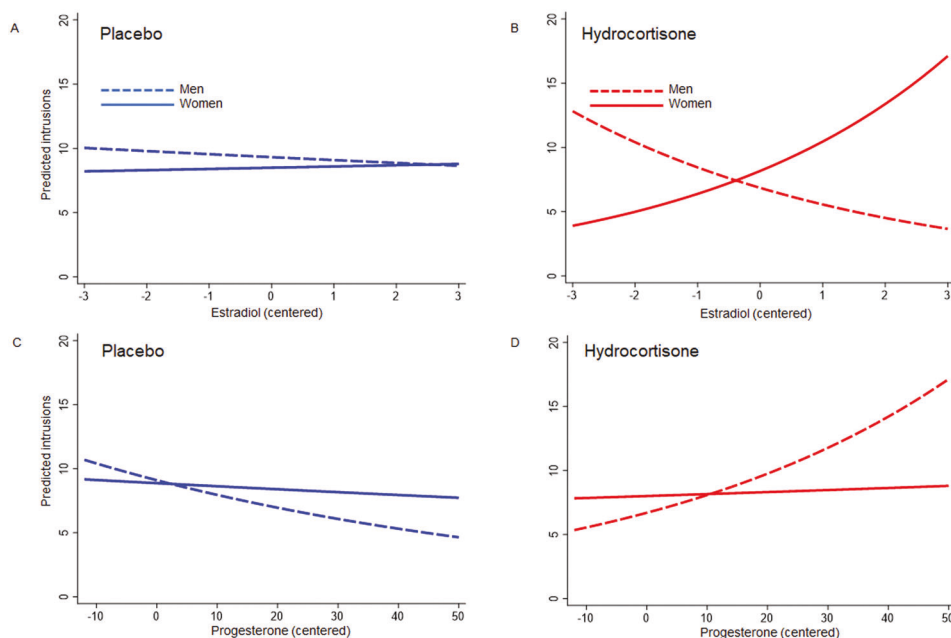 A
Placebo
20
15
10
5
0
Predicted intrusions
Men
Women
-3 -2 -1 0 1 2 3
Estradiol (centered)
B
Hydrocortisone
20
15
10
5
0
Men
Women
-3 -2 -1 0 1 2 3
Estradiol (centered)
C
Placebo
20
15
10
5
0
Predicted intrusions
-10 0 10 20 30 40 50
Progesterone (centered)
D
Hydrocortisone
20
15
10
5
0
-10 0 10 20 30 40 50
Progesterone (centered)